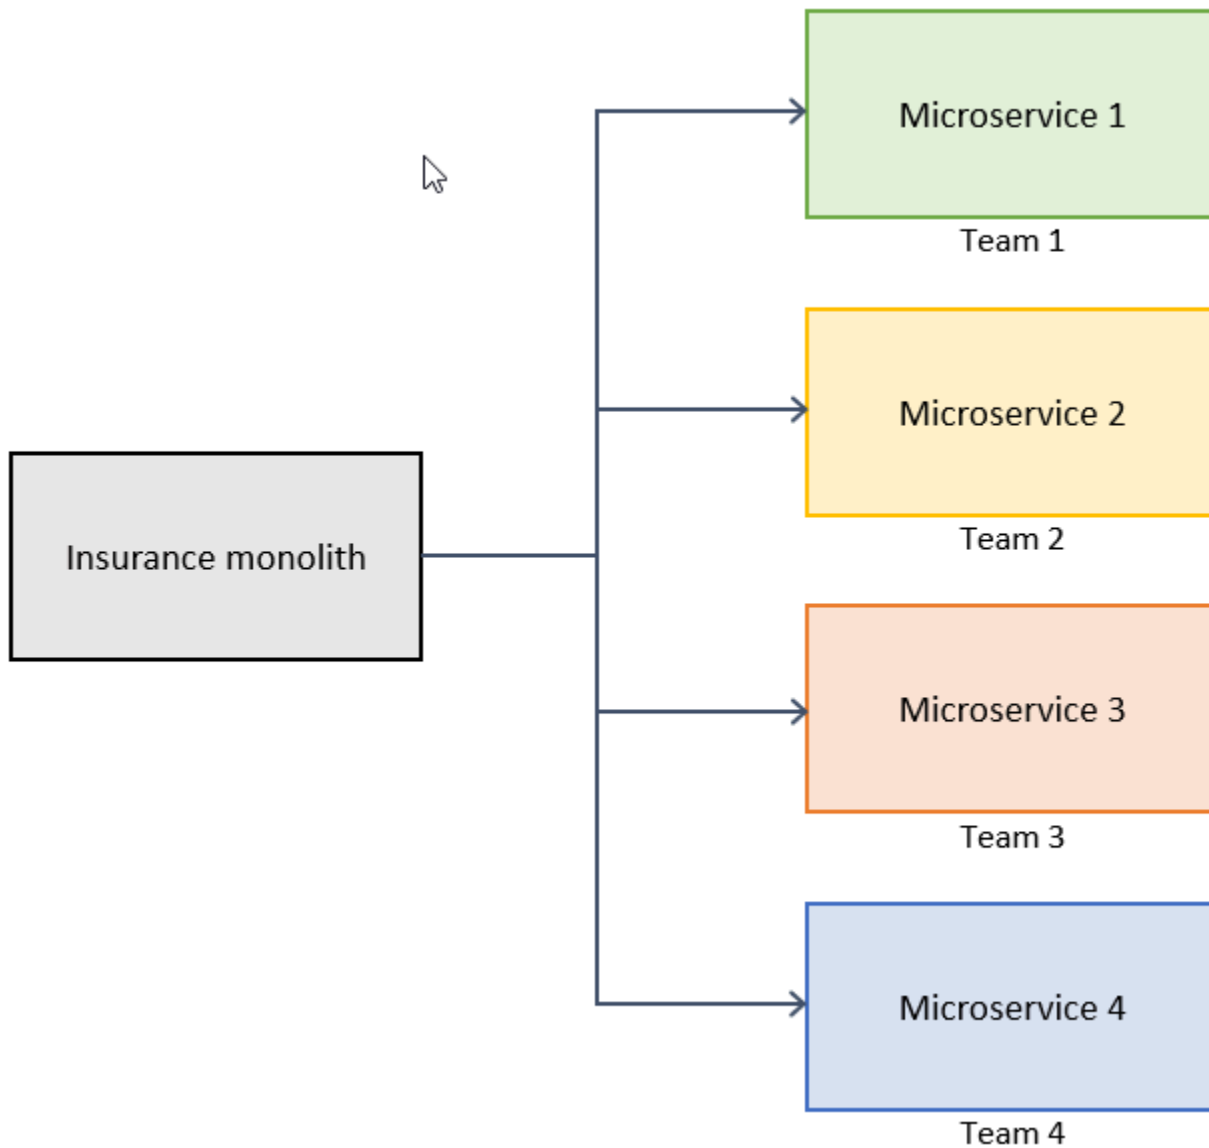 Microservice 1
Team 1
Microservice 2
Team 2
Insurance monolith
Microservice 3
Team 3
Microservice 4
Team 4